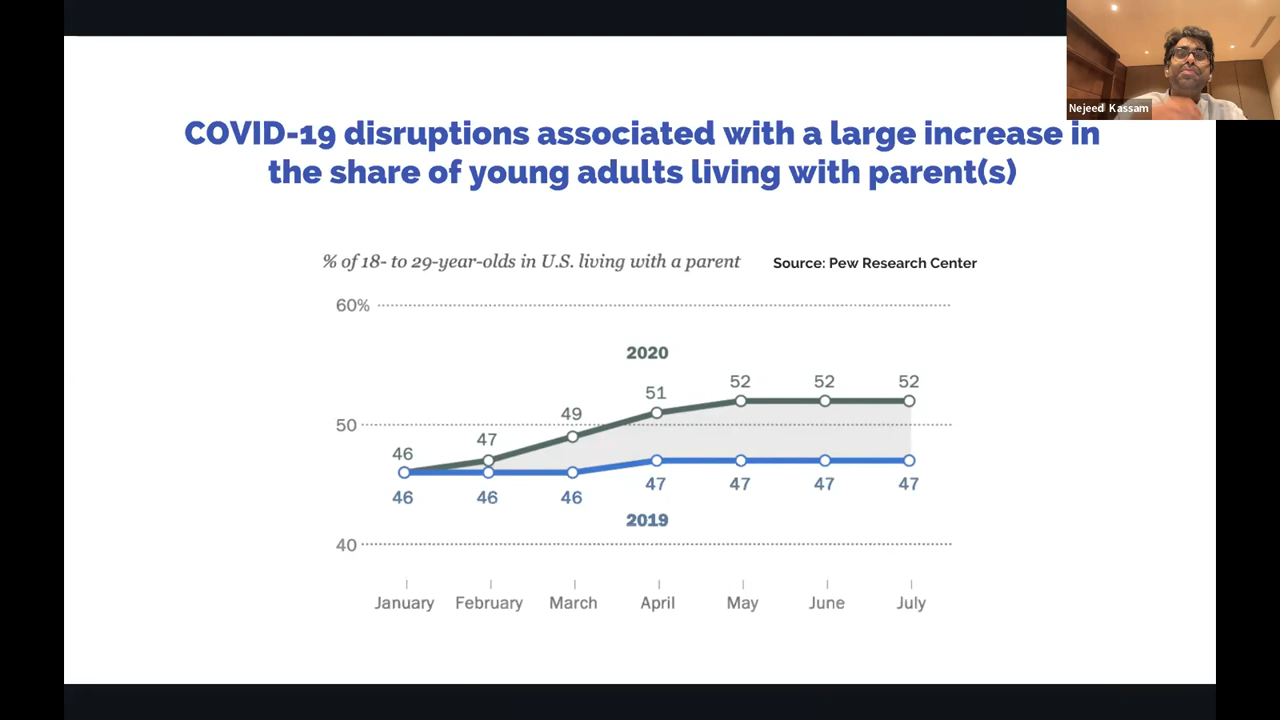 Nejeed Kassam
COVID-19 disruptions associated with a large increase in
the share of young adults living with parent(s)
% of 18- to 29-year-olds in U.S. living with a parent
Source: Pew Research Center
60%
2020
52 52 52
51
49
50
47
46
46 46 46
47 47 47 47
2019
40
January February March April May June July